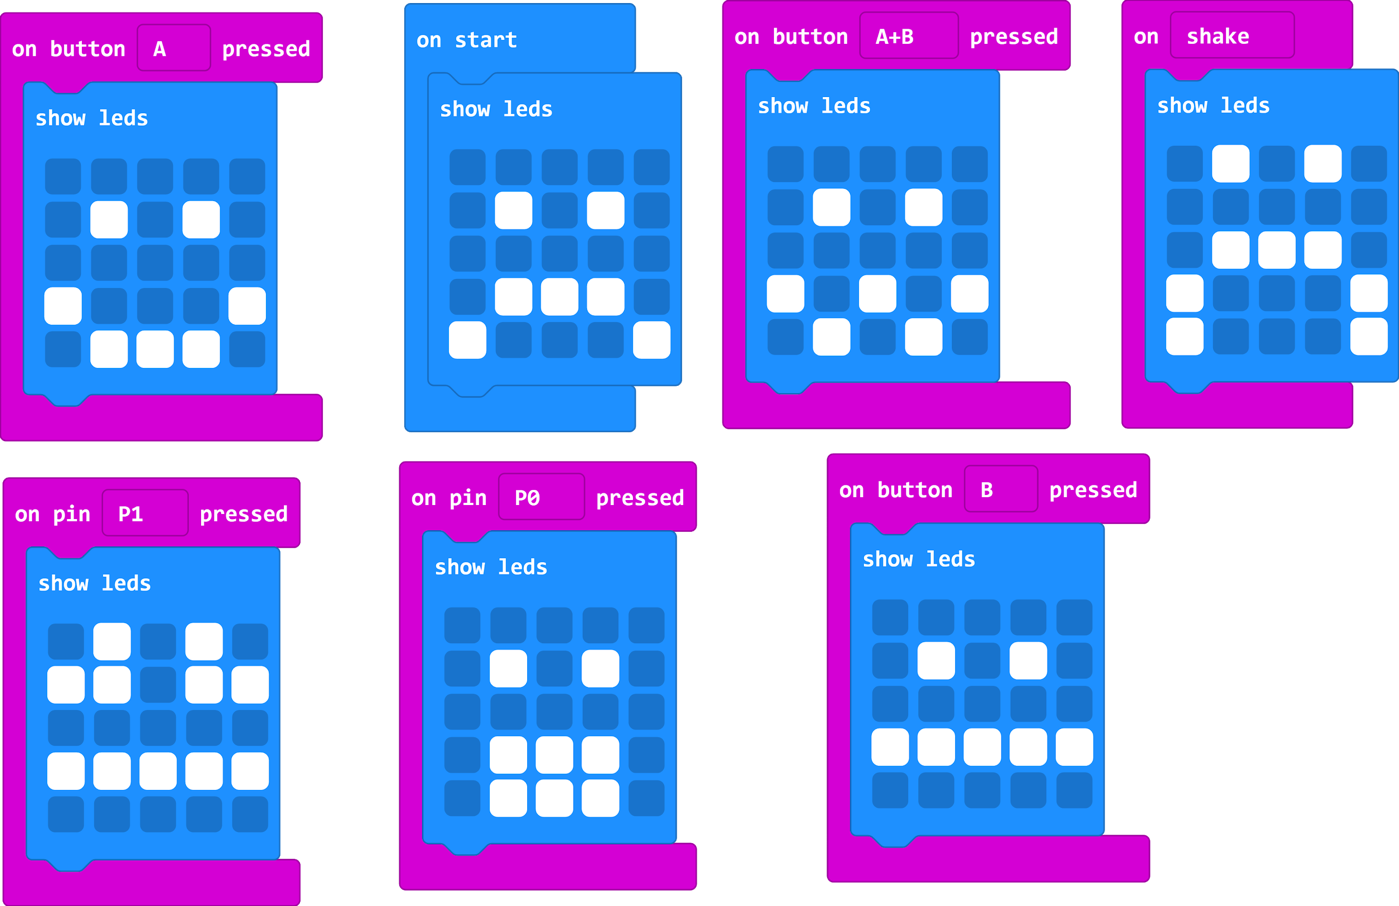 on button A pressed
show leds
on start
show leds
on button A+B pressed
show leds
on shake
show leds
on pin P1 pressed
show leds
on pin P0 pressed
show leds
on button B pressed
show leds